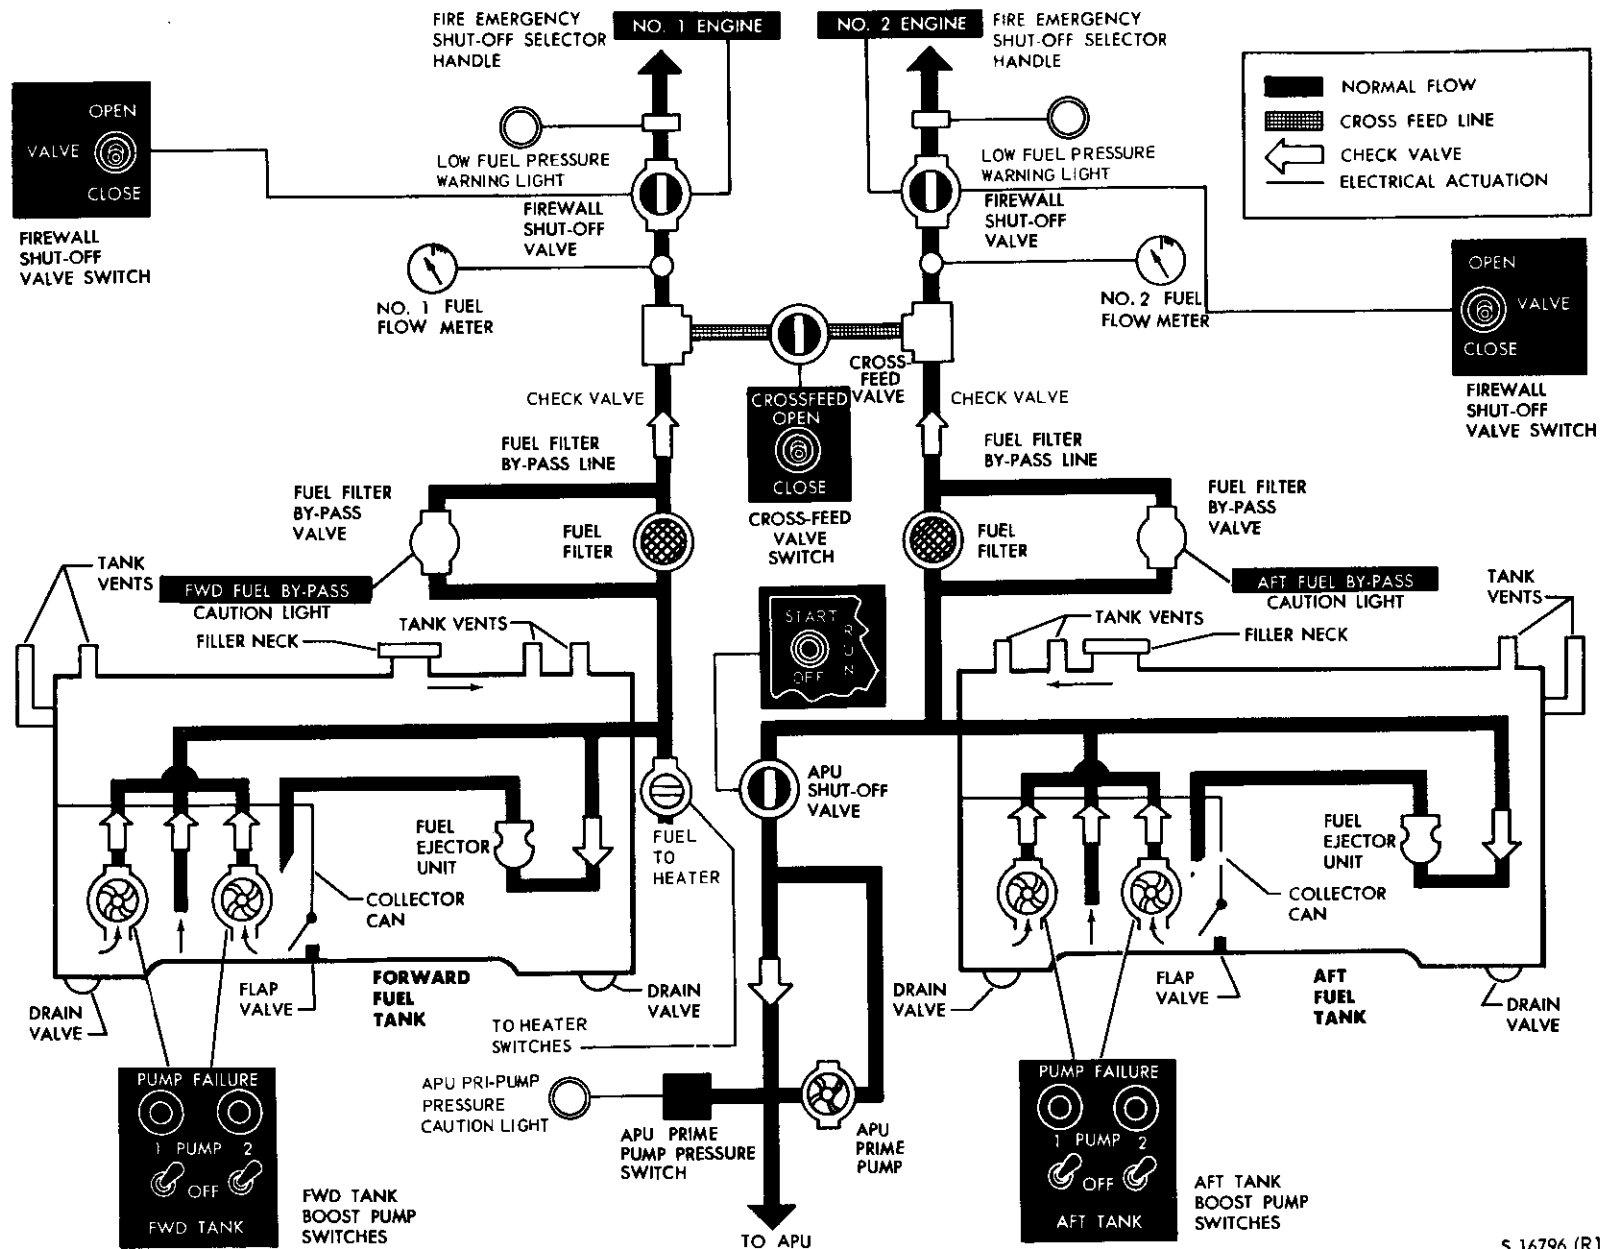 FIRE EMERGENCY
SHUT-OFF SELECTOR
HANDLE
NO. 1 ENGINE
NO. 2 ENGINE
FIRE EMERGENCY
SHUT-OFF SELECTOR
HANDLE
NORMAL FLOW
CROSS FEED LINE
CHECK VALVE
ELECTRICAL ACTUATION
OPEN
VALVE
CLOSE
FIREWALL
SHUT-OFF
VALVE SWITCH
LOW FUEL PRESSURE
WARNING LIGHT
FIREWALL
SHUT-OFF
VALVE
LOW FUEL PRESSURE
WARNING LIGHT
FIREWALL
SHUT-OFF
VALVE
NO. 1 FUEL
FLOW METER
NO. 2 FUEL
FLOW METER
OPEN
VALVE
CLOSE
FIREWALL
SHUT-OFF
VALVE SWITCH
CROSS-
FEED
VALVE
CHECK VALVE
CROSSFEED
OPEN
CLOSE
CROSS-FEED
VALVE
SWITCH
CHECK VALVE
FUEL FILTER
BY-PASS LINE
FUEL FILTER
BY-PASS LINE
FUEL FILTER
BY-PASS
VALVE
FUEL
FILTER
FUEL
FILTER
FUEL FILTER
BY-PASS
VALVE
TANK
VENTS
FWD FUEL BY-PASS
CAUTION LIGHT
AFT FUEL BY-PASS
CAUTION LIGHT
TANK
VENTS
FILLER NECK
TANK VENTS
START
RUN
OFF
TANK VENTS
FILLER NECK
APU
SHUT-OFF
VALVE
FUEL
EJECTOR
UNIT
FUEL
TO
HEATER
FUEL
EJECTOR
UNIT
COLLECTOR
CAN
COLLECTOR
CAN
DRAIN
VALVE
FLAP
VALVE
FORWARD
FUEL
TANK
DRAIN
VALVE
DRAIN
VALVE
FLAP
VALVE
AFT
FUEL
TANK
DRAIN
VALVE
TO HEATER
SWITCHES
PUMP FAILURE
1 PUMP 2
OFF
FWD TANK
FWD TANK
BOOST PUMP
SWITCHES
APU PRI-PUMP
PRESSURE
CAUTION LIGHT
APU PRIME
PUMP PRESSURE
SWITCH
APU
PRIME
PUMP
PUMP FAILURE
1 PUMP 2
OFF
AFT TANK
AFT TANK
BOOST PUMP
SWITCHES
TO APU
S 16796 (R1)